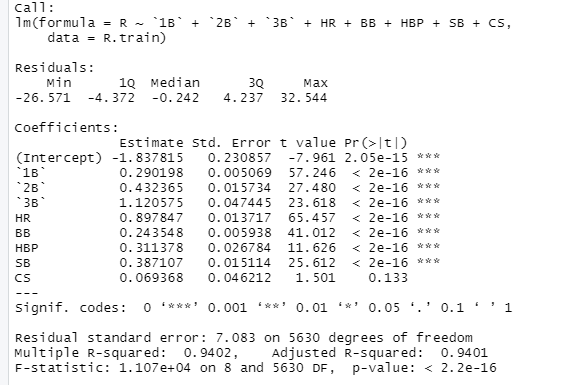 Call:
lm(formula = R ~ `1B` + `2B` + `3B` + HR + BB + HBP + SB + CS,
    data = R.train)
Residuals:
    Min      1Q  Median      3Q     Max
-26.571  -4.372  -0.242   4.237  32.544
Coefficients:
             Estimate Std. Error t value Pr(>|t|)
(Intercept) -1.837815   0.230857  -7.961 2.05e-15 ***
`1B`         0.290198   0.005069  57.246  < 2e-16 ***
`2B`         0.432365   0.015734  27.480  < 2e-16 ***
`3B`         1.120575   0.047445  23.618  < 2e-16 ***
HR           0.897847   0.013717  65.457  < 2e-16 ***
BB           0.243548   0.005938  41.012  < 2e-16 ***
HBP          0.311378   0.026784  11.626  < 2e-16 ***
SB           0.387107   0.015114  25.612  < 2e-16 ***
CS           0.069368   0.046212   1.501    0.133
---
Signif. codes:  0 ‘***’ 0.001 ‘**’ 0.01 ‘*’ 0.05 ‘.’ 0.1 ‘ ’ 1
Residual standard error: 7.083 on 5630 degrees of freedom
Multiple R-squared:  0.9402,    Adjusted R-squared:  0.9401
F-statistic: 1.107e+04 on 8 and 5630 DF,  p-value: < 2.2e-16